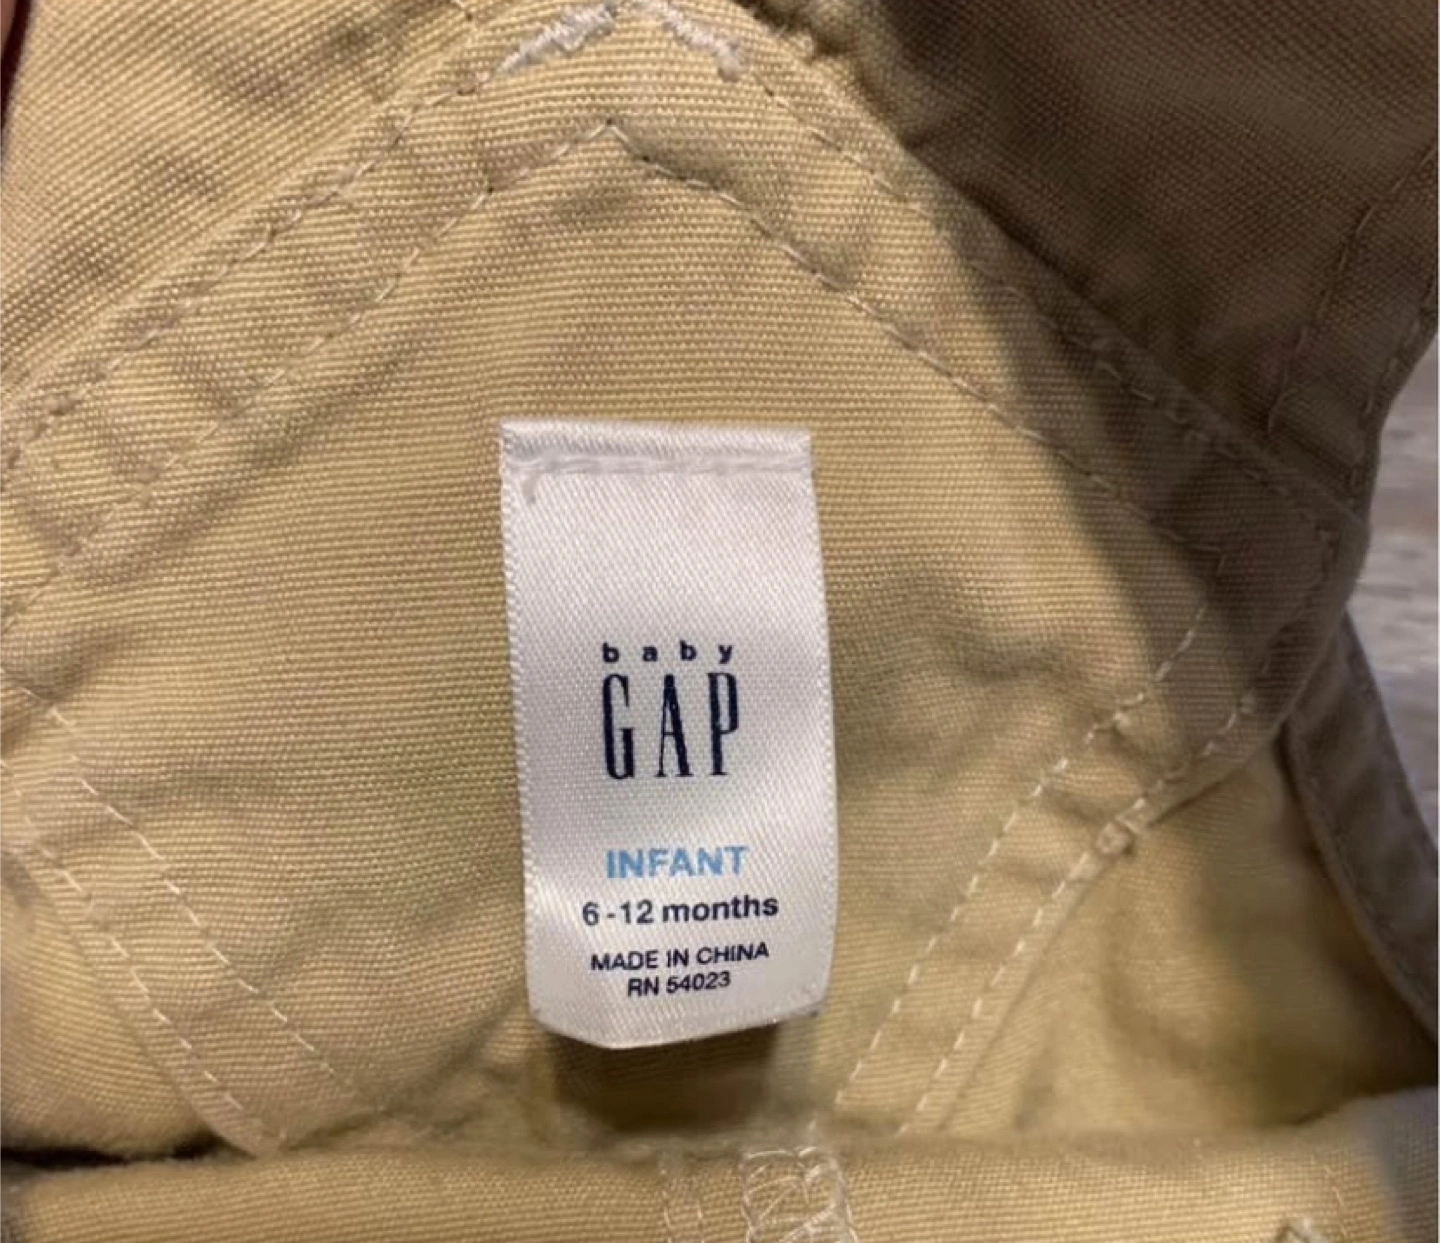 baby
GAP
INFANT
6-12 months
MADE IN CHINA
RN 54023